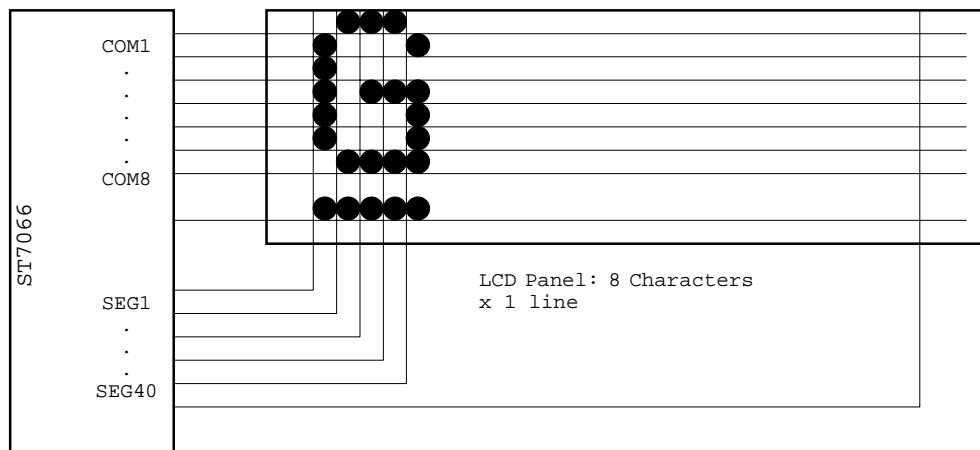 COM1
.
.
.
.
COM8
ST7066
LCD Panel: 8 Characters
x 1 line
SEG1
.
.
.
SEG40